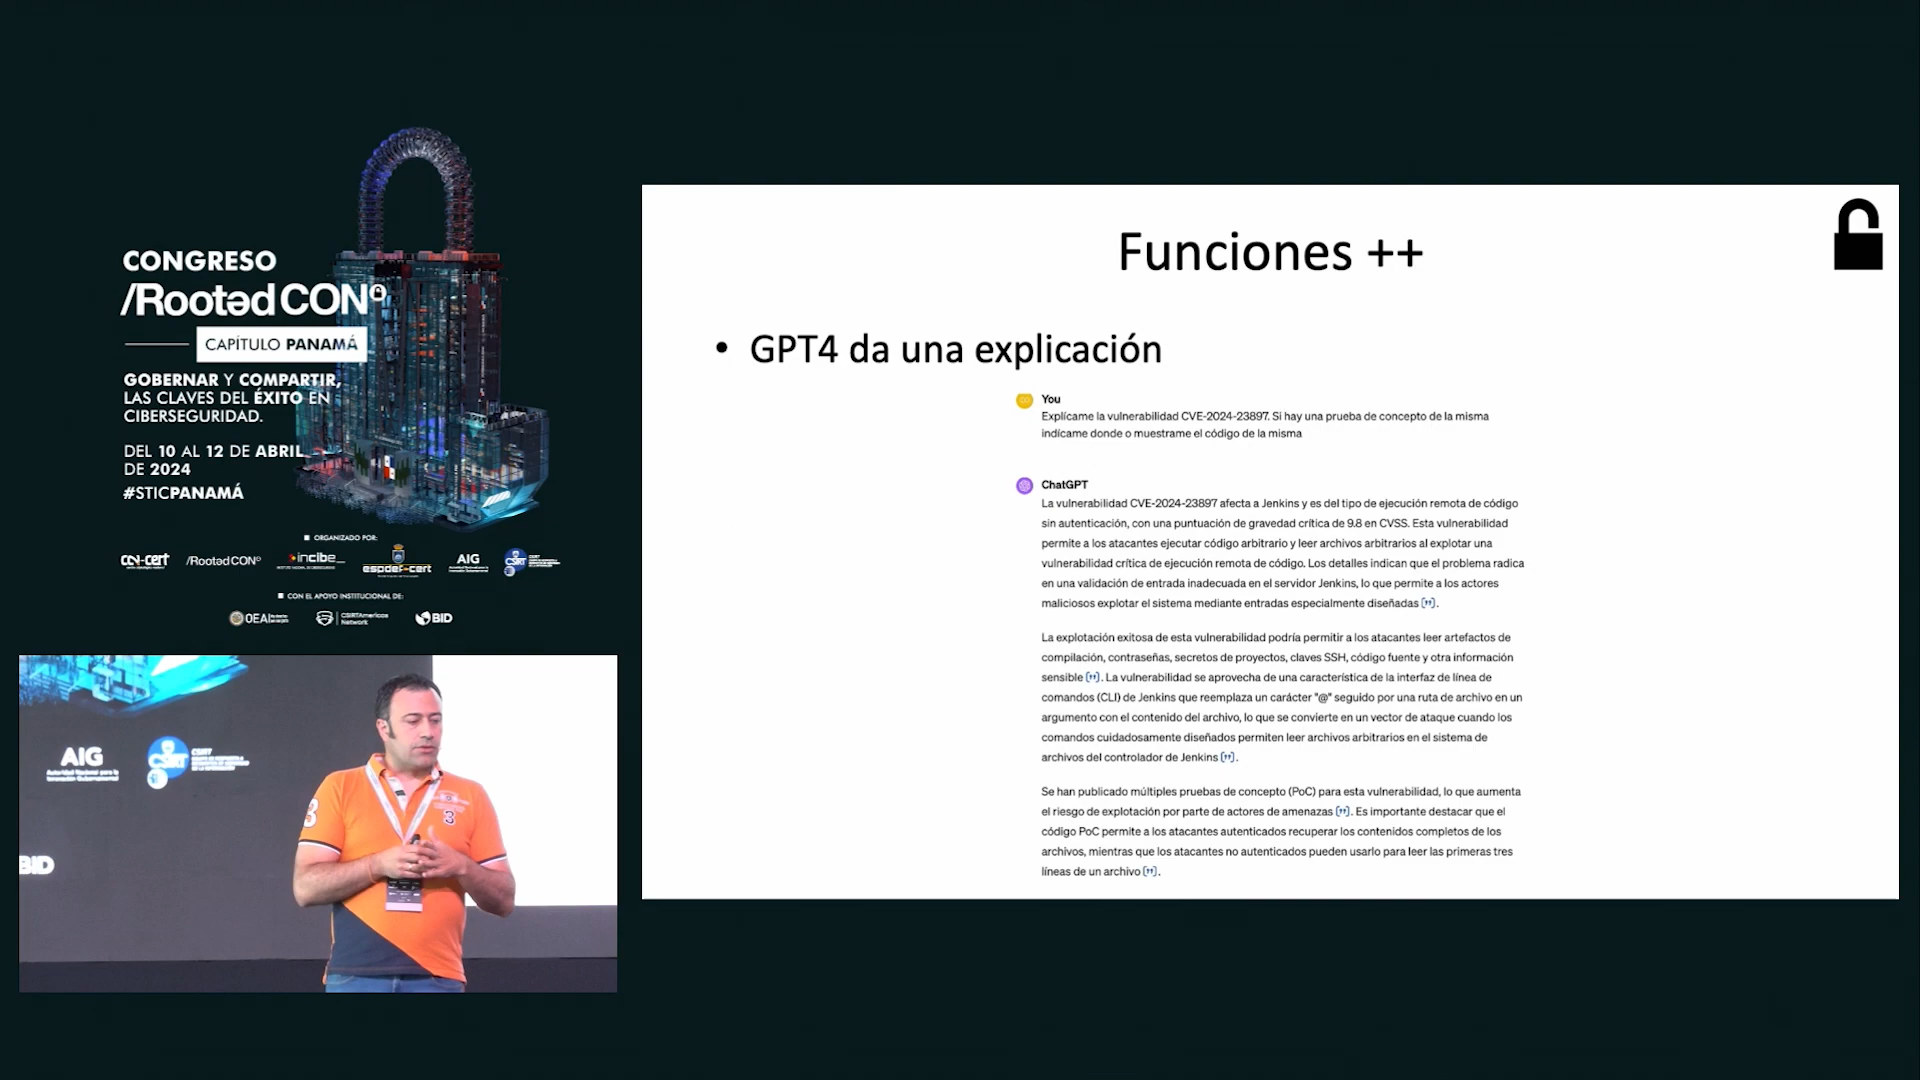 CONGRESO
/RootedCON
CAPÍTULO PANAMÁ
GOBERNAR Y COMPARTIR,
LAS CLAVES DEL ÉXITO EN
CIBERSEGURIDAD.
DEL 10 AL 12 DE ABRIL
DE 2024
#STICPANAMÁ
ORGANIZADO POR:
ccn-cert
/RootedCON
incibe_
espdef-cert
AIG
CSIRT
CON EL APOYO INSTITUCIONAL DE:
OEA
CSIRTAmericas
Network
BID
AIG
Autoridad Nacional para la
Innovación Gubernamental
CSIRT
BID
3
3
Funciones ++
• GPT4 da una explicación
You
Explícame la vulnerabilidad CVE-2024-23897. Si hay una prueba de concepto de la misma
indícame donde o muestrame el código de la misma
ChatGPT
La vulnerabilidad CVE-2024-23897 afecta a Jenkins y es del tipo de ejecución remota de código
sin autenticación, con una puntuación de gravedad crítica de 9.8 en CVSS. Esta vulnerabilidad
permite a los atacantes ejecutar código arbitrario y leer archivos arbitrarios al explotar una
vulnerabilidad crítica de ejecución remota de código. Los detalles indican que el problema radica
en una validación de entrada inadecuada en el servidor Jenkins, lo que permite a los actores
maliciosos explotar el sistema mediante entradas especialmente diseñadas ["].
La explotación exitosa de esta vulnerabilidad podría permitir a los atacantes leer artefactos de
compilación, contraseñas, secretos de proyectos, claves SSH, código fuente y otra información
sensible ["]. La vulnerabilidad se aprovecha de una característica de la interfaz de línea de
comandos (CLI) de Jenkins que reemplaza un carácter "@" seguido por una ruta de archivo en un
argumento con el contenido del archivo, lo que se convierte en un vector de ataque cuando los
comandos cuidadosamente diseñados permiten leer archivos arbitrarios en el sistema de
archivos del controlador de Jenkins ["].
Se han publicado múltiples pruebas de concepto (PoC) para esta vulnerabilidad, lo que aumenta
el riesgo de explotación por parte de actores de amenazas ["]. Es importante destacar que el
código PoC permite a los atacantes autenticados recuperar los contenidos completos de los
archivos, mientras que los atacantes no autenticados pueden usarlo para leer las primeras tres
líneas de un archivo ["].